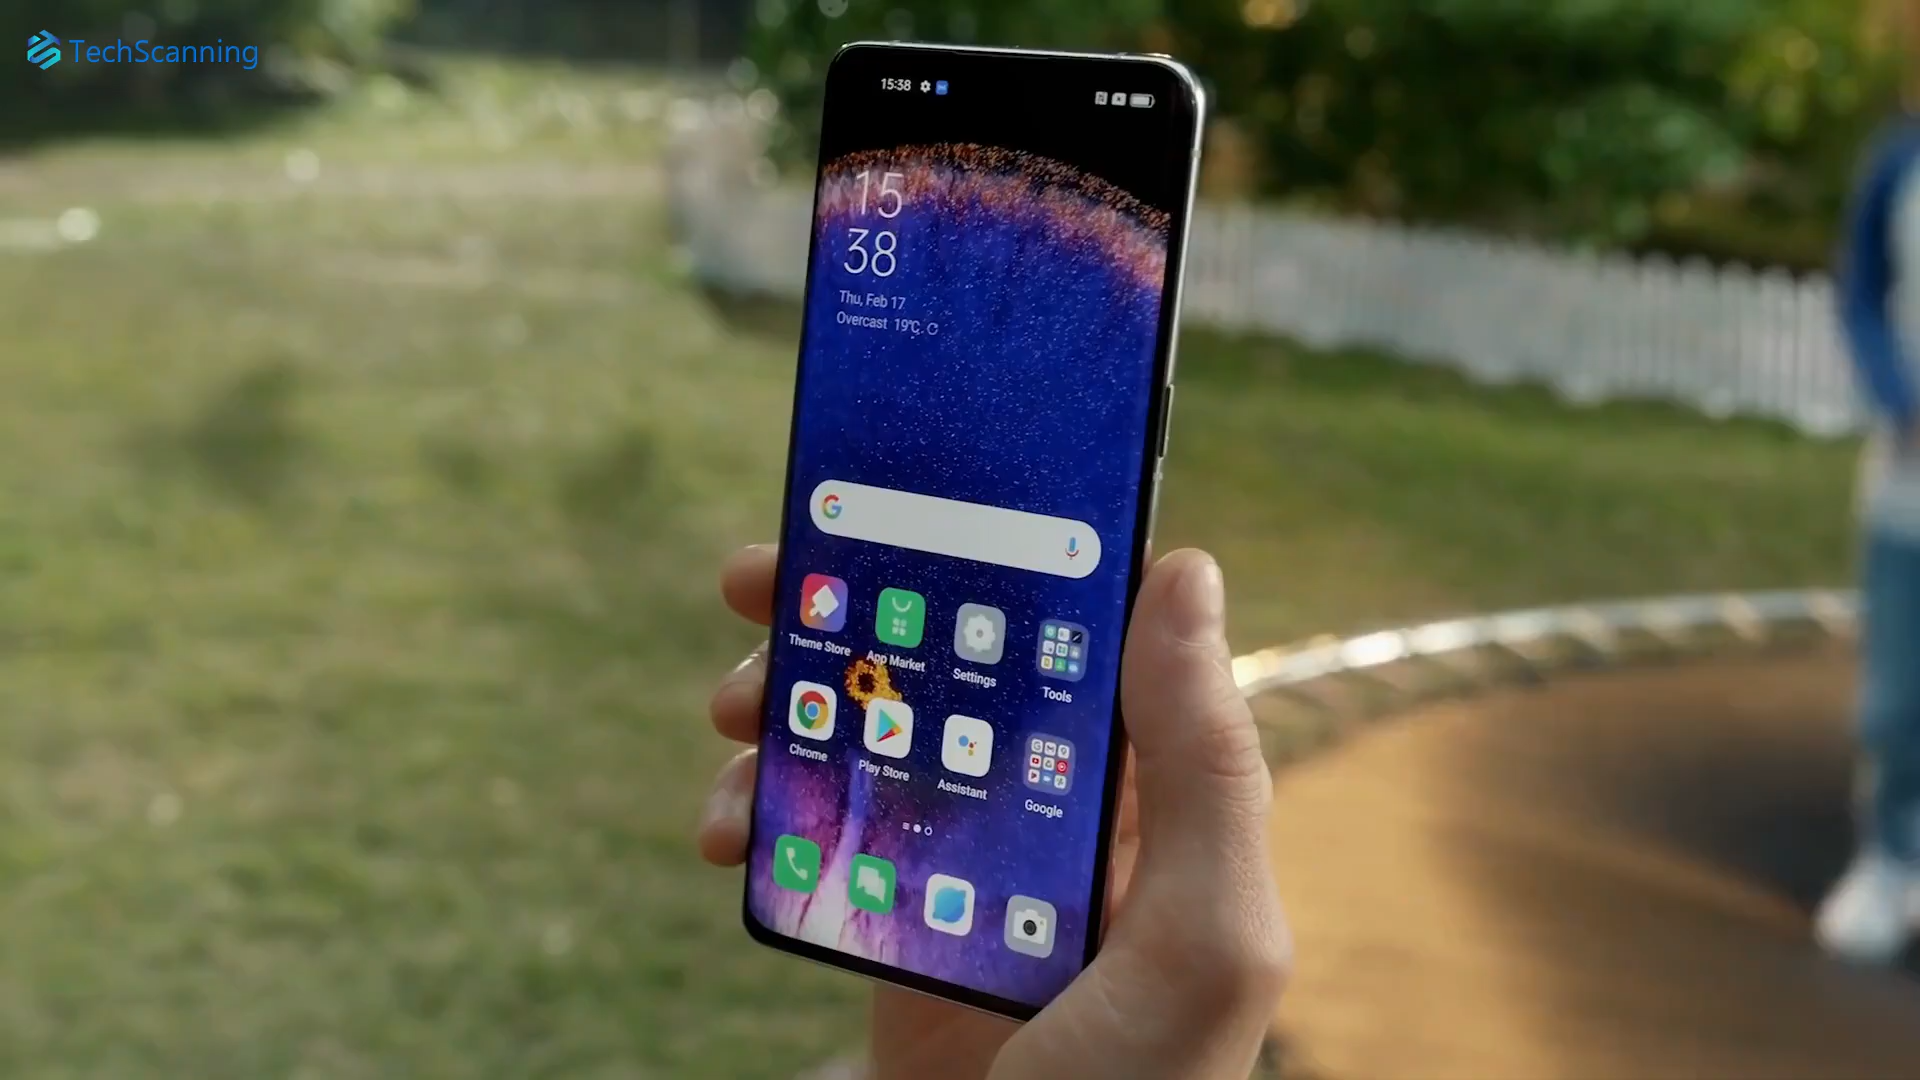 TechScanning
15:38
15
38
Thu, Feb 17
Overcast 19℃
Theme Store
App Market
Settings
Tools
Chrome
Play Store
Assistant
Google